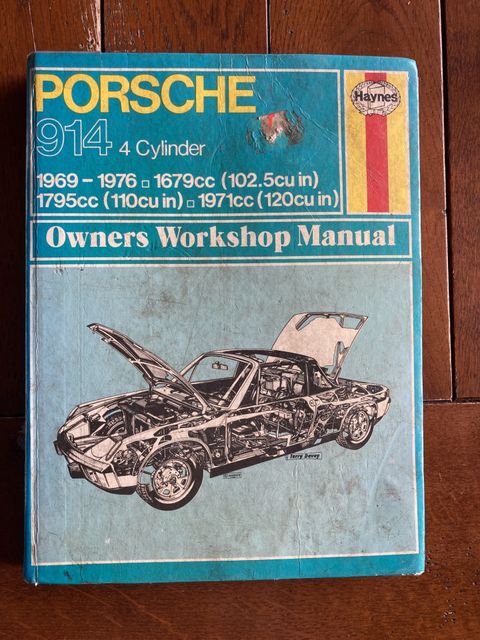 PORSCHE
Haynes
914 4 Cylinder
1969 - 1976 □ 1679cc (102.5cu in)
1795cc (110cu in) □ 1971cc (120cu in)
Owners Workshop Manual
Terry Davey